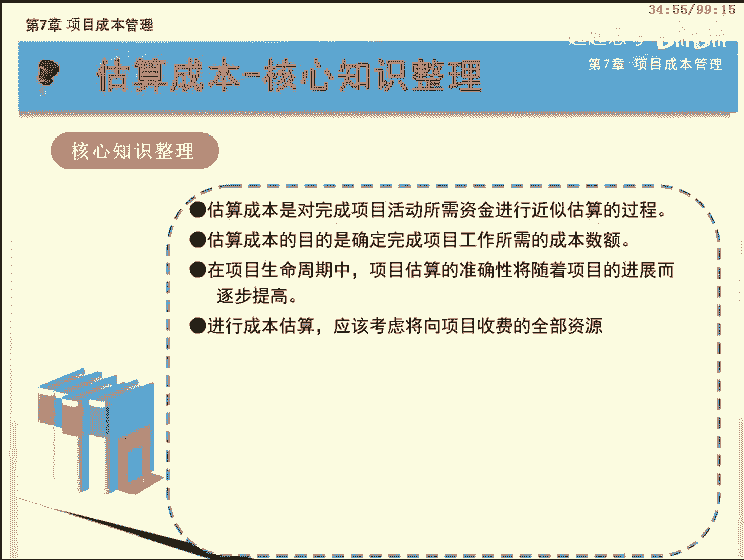 34:55/99:15
第7章 项目成本管理
估算成本-核心知识整理
第7章 项目成本管理
核心知识整理
●估算成本是对完成项目活动所需资金进行近似估算的过程。
●估算成本的目的是确定完成项目工作所需的成本数额。
●在项目生命周期中，项目估算的准确性将随着项目的进展而
逐步提高。
●进行成本估算，应该考虑将向项目收费的全部资源